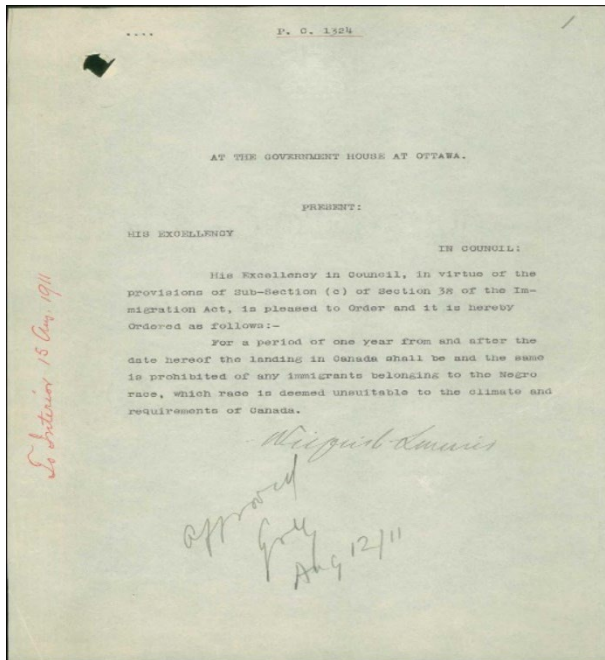 ....
P. C. 1324
/
AT THE GOVERNMENT HOUSE AT OTTAWA.
PRESENT:
HIS EXCELLENCY
IN COUNCIL:
His Excellency in Council, in virtue of the
provisions of Sub-Section (c) of Section 38 of the Im-
migration Act, is pleased to Order and it is hereby
Ordered as follows:-
For a period of one year from and after the
date hereof the landing in Canada shall be and the same
is prohibited of any immigrants belonging to the Negro
race, which race is deemed unsuitable to the climate and
requirements of Canada.
Wilfrid Laurier
approved
Grey
Aug 12/11
To Interior 15 Aug. 1911